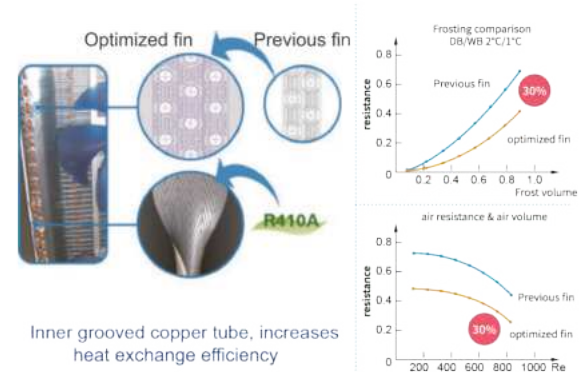 Optimized fin
Previous fin
R410A
Inner grooved copper tube, increases
heat exchange efficiency
Frosting comparison
DB/WB 2°C/1°C
resistance
0.8
0.6
0.4
0.2
0
Previous fin
30%
optimized fin
0.2 0.4 0.6 0.8 1.0
Frost volume
air resistance & air volume
resistance
0.8
0.6
0.4
0.2
0
Previous fin
30%
optimized fin
200 400 600 800 1000 Re